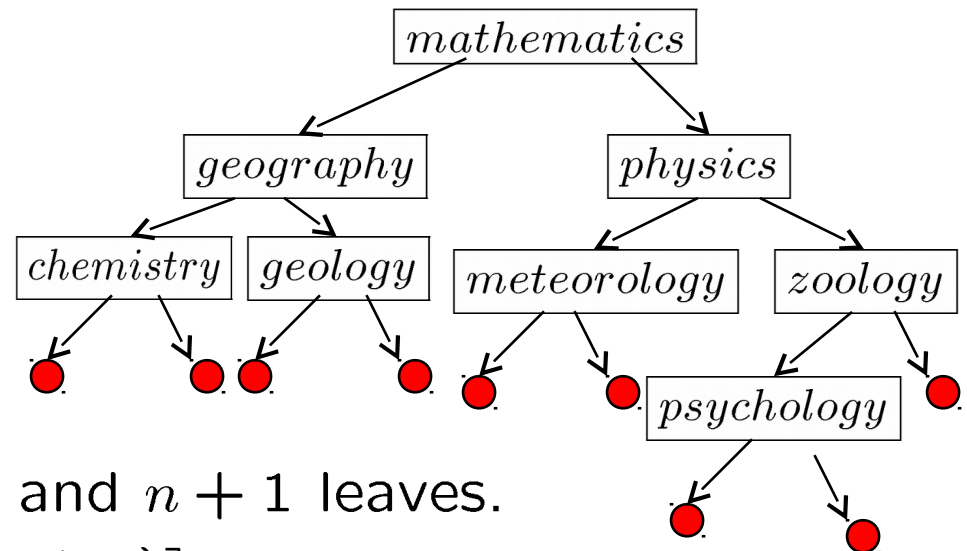 mathematics
geography physics
chemistry geology meteorology zoology
psychology
and n + 1 leaves.